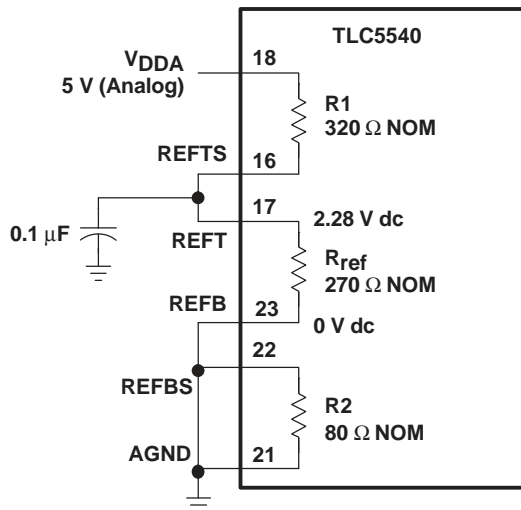 TLC5540
VDDA
5 V (Analog)
18
R1
320 Ω NOM
REFTS
16
17
2.28 V dc
0.1 μF
REFT
Rref
270 Ω NOM
REFB
23
0 V dc
22
REFBS
R2
80 Ω NOM
AGND
21